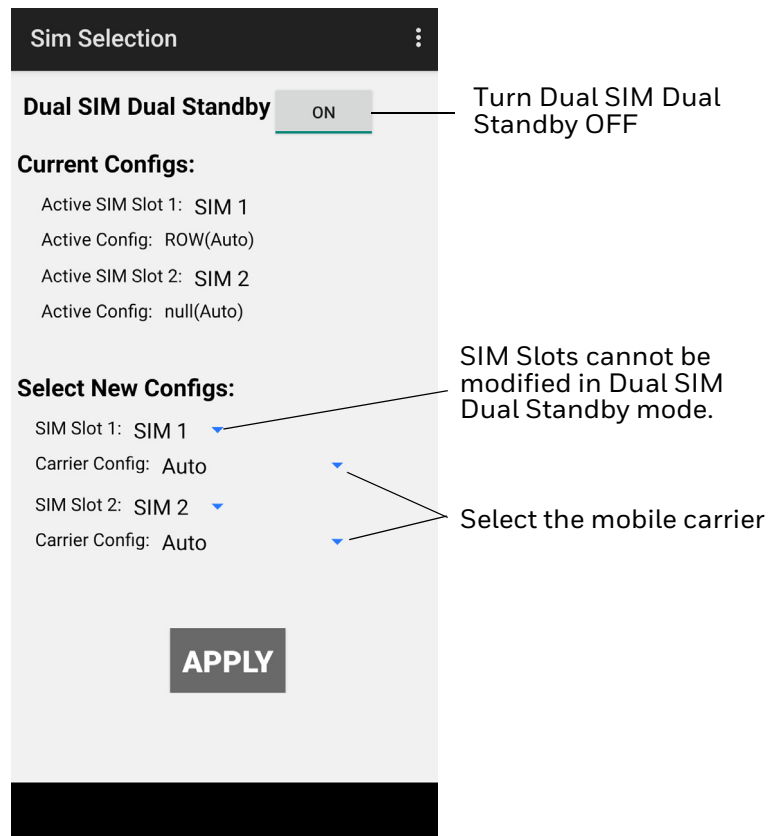 Sim Selection
Dual SIM Dual Standby ON
Turn Dual SIM Dual
Standby OFF
Current Configs:
Active SIM Slot 1: SIM 1
Active Config: ROW(Auto)
Active SIM Slot 2: SIM 2
Active Config: null(Auto)
SIM Slots cannot be
modified in Dual SIM
Dual Standby mode.
Select New Configs:
SIM Slot 1: SIM 1
Carrier Config: Auto
SIM Slot 2: SIM 2
Select the mobile carrier
Carrier Config: Auto
APPLY